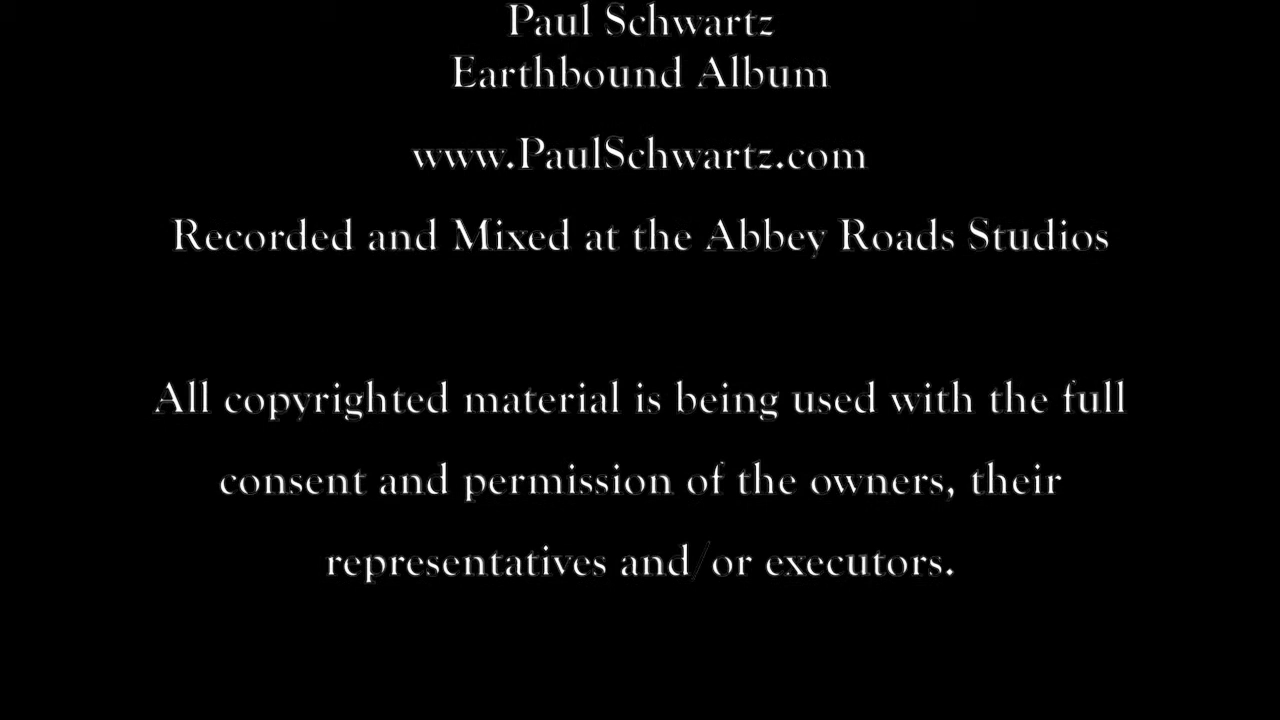 Paul Schwartz
Earthbound Album
www.PaulSchwartz.com
Recorded and Mixed at the Abbey Roads Studios
All copyrighted material is being used with the full
consent and permission of the owners, their
representatives and/or executors.